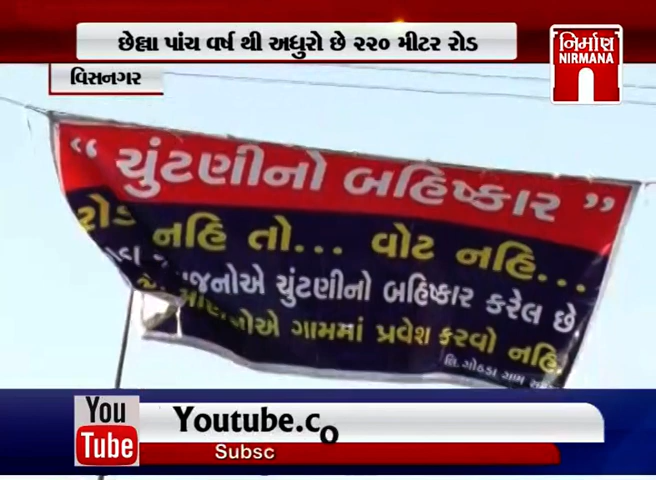 છેલ્લા પાંચ વર્ષ થી અધુરો છે ૨૨૦ મીટર રોડ
નિર્માણ
NIRMANA
વિસનગર
“ ચુંટણીનો બહિષ્કાર ”
રોડ નહિ તો... વોટ નહિ...
ચુંટણીનો બહિષ્કાર કરેલ છે
ગામમાં પ્રવેશ કરવો નહિ.
લિ. ગોઠડા ગામ
You
Tube
Youtube.co
Subsc